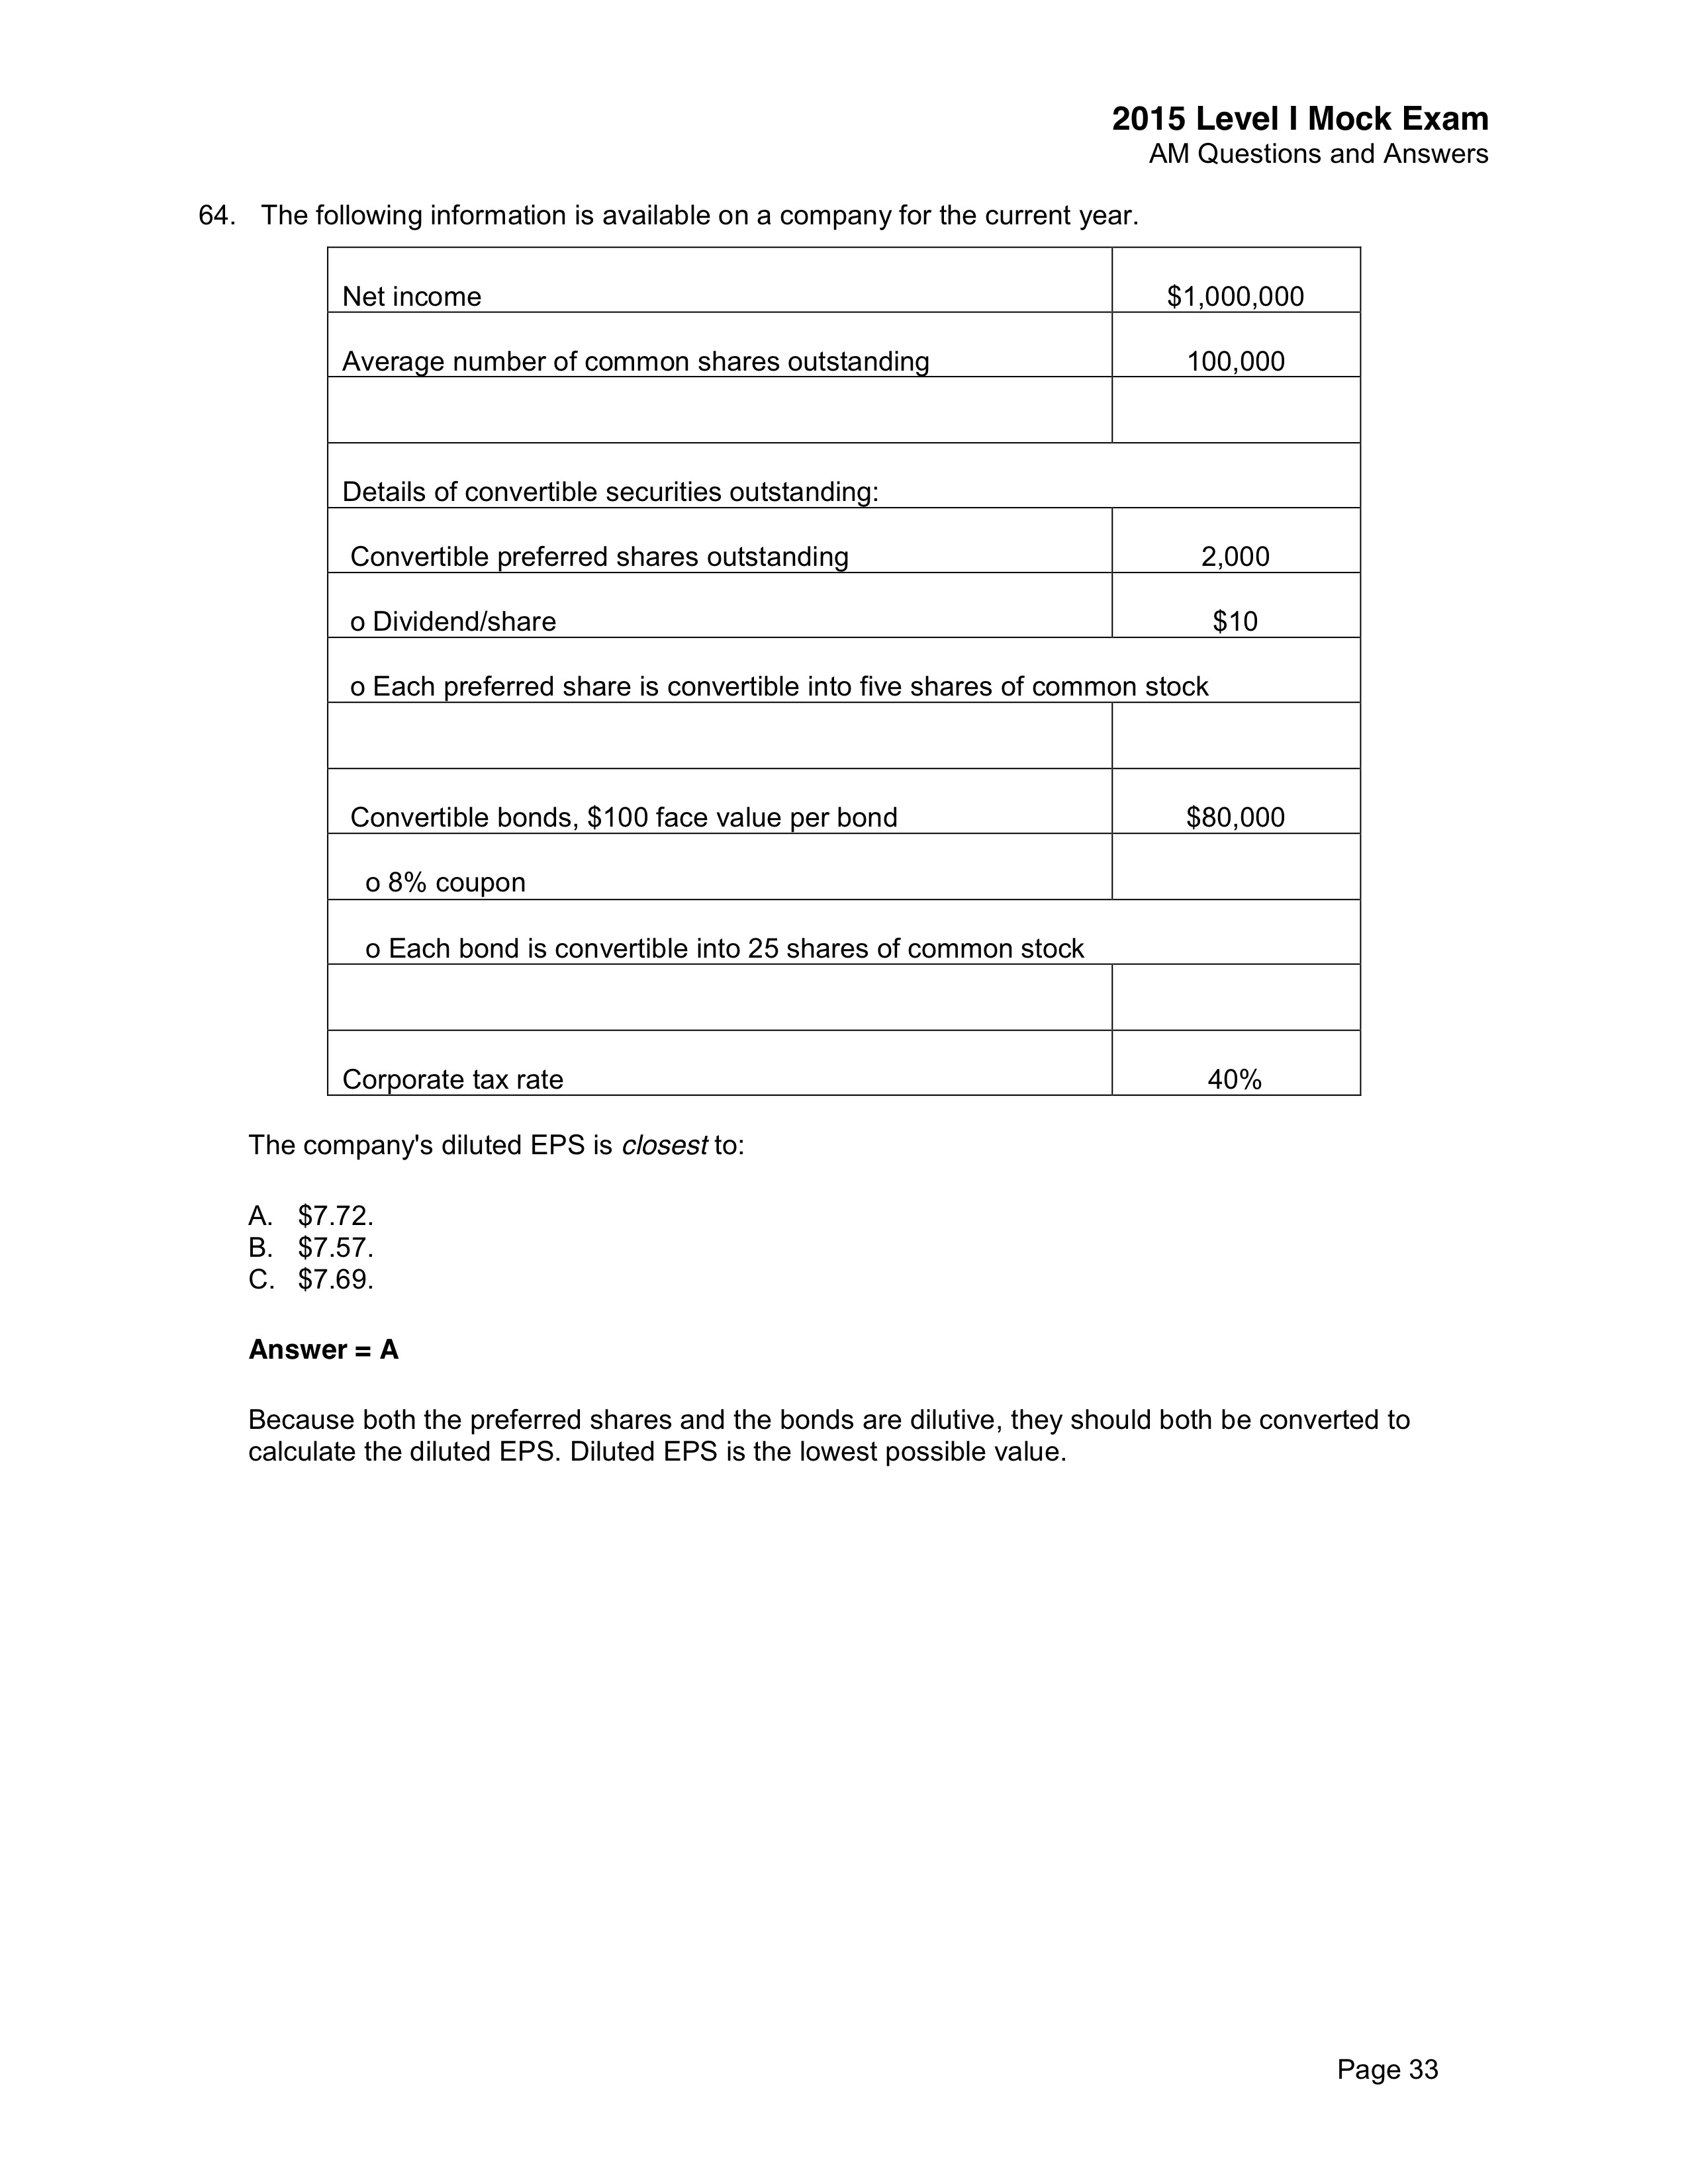 2015 Level I Mock Exam
AM Questions and Answers
64. The following information is available on a company for the current year.
Net income $1,000,000
Average number of common shares outstanding 100,000
Details of convertible securities outstanding:
Convertible preferred shares outstanding 2,000
o Dividend/share $10
o Each preferred share is convertible into five shares of common stock
Convertible bonds, $100 face value per bond $80,000
o 8% coupon
o Each bond is convertible into 25 shares of common stock
Corporate tax rate 40%
The company's diluted EPS is closest to:
A. $7.72.
B. $7.57.
C. $7.69.
Answer = A
Because both the preferred shares and the bonds are dilutive, they should both be converted to
calculate the diluted EPS. Diluted EPS is the lowest possible value.
Page 33